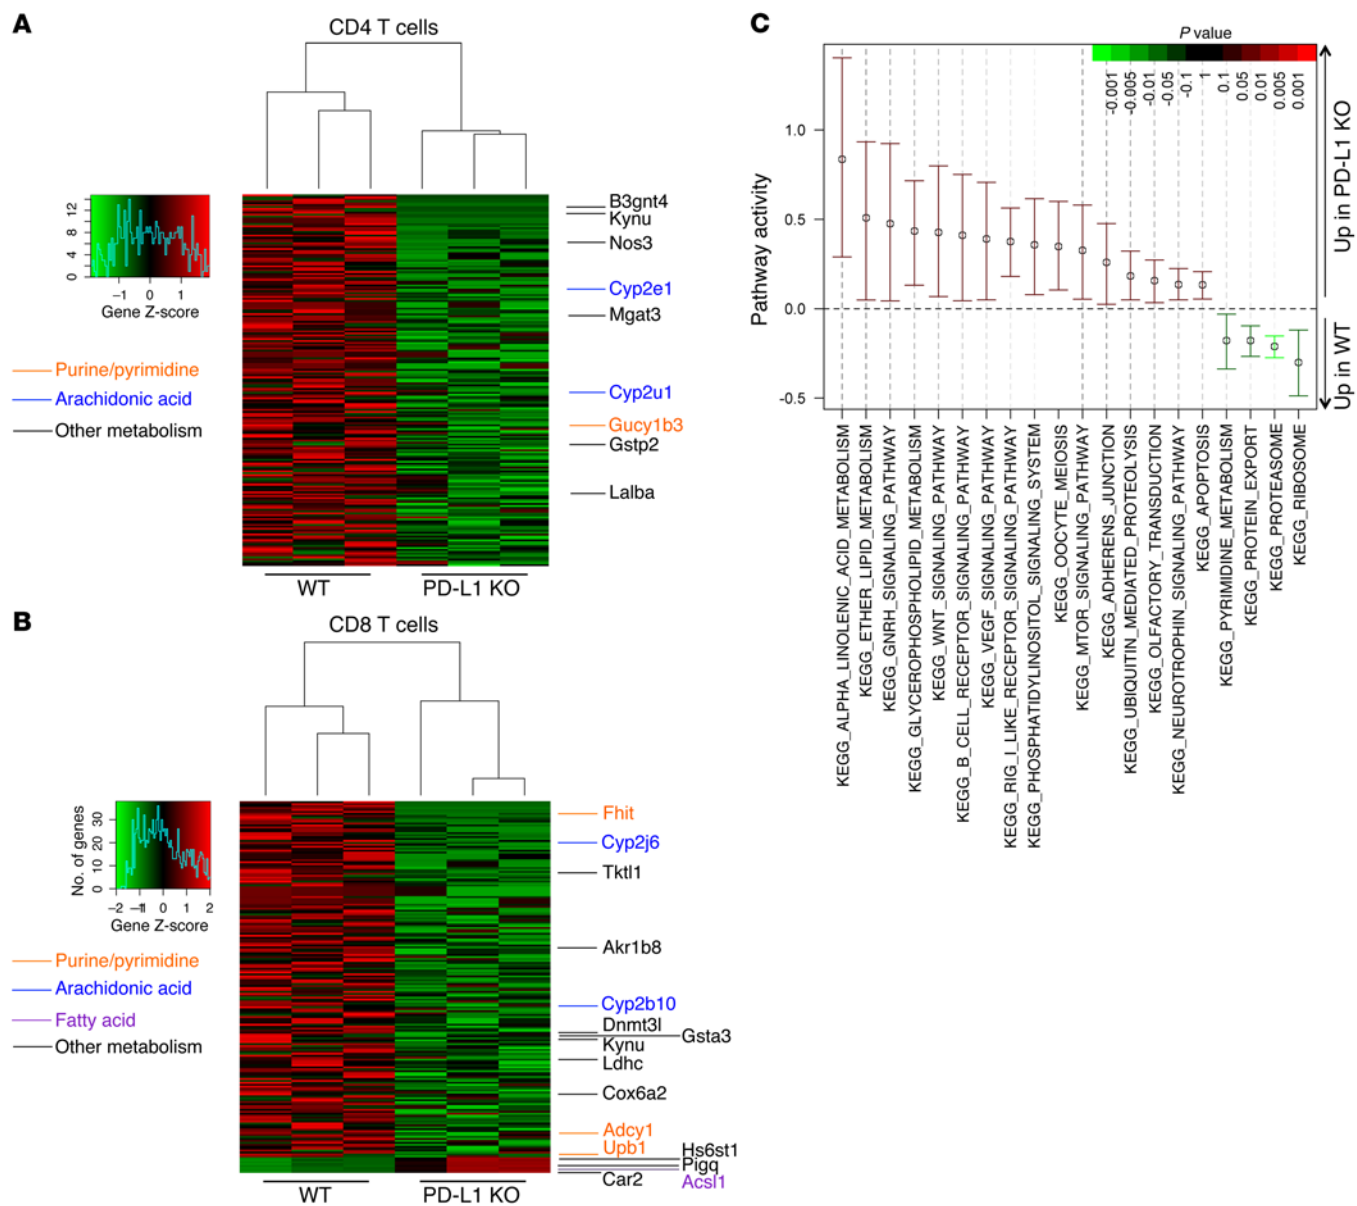 A
CD4 T cells
12
8
4
0
−1 0 1
Gene Z-score
Purine/pyrimidine
Arachidonic acid
Other metabolism
B3gnt4
Kynu
Nos3
Cyp2e1
Mgat3
Cyp2u1
Gucy1b3
Gstp2
Lalba
WT
PD-L1 KO
B
CD8 T cells
No. of genes
30
20
10
0
−2 −1 0 1 2
Gene Z-score
Purine/pyrimidine
Arachidonic acid
Fatty acid
Other metabolism
Fhit
Cyp2j6
Tktl1
Akr1b8
Cyp2b10
Dnmt3l
Gsta3
Kynu
Ldhc
Cox6a2
Adcy1
Upb1
Hs6st1
Pigq
Car2
Acsl1
WT
PD-L1 KO
C
P value
-0.001
-0.005
-0.01
-0.05
-0.1
1
0.1
0.05
0.01
0.005
0.001
Up in PD-L1 KO
Up in WT
Pathway activity
1.0
0.5
0.0
-0.5
KEGG_ALPHA_LINOLENIC_ACID_METABOLISM
KEGG_ETHER_LIPID_METABOLISM
KEGG_GNRH_SIGNALING_PATHWAY
KEGG_GLYCEROPHOSPHOLIPID_METABOLISM
KEGG_WNT_SIGNALING_PATHWAY
KEGG_B_CELL_RECEPTOR_SIGNALING_PATHWAY
KEGG_VEGF_SIGNALING_PATHWAY
KEGG_RIG_I_LIKE_RECEPTOR_SIGNALING_PATHWAY
KEGG_PHOSPHATIDYLINOSITOL_SIGNALING_SYSTEM
KEGG_OOCYTE_MEIOSIS
KEGG_MTOR_SIGNALING_PATHWAY
KEGG_ADHERENS_JUNCTION
KEGG_UBIQUITIN_MEDIATED_PROTEOLYSIS
KEGG_OLFACTORY_TRANSDUCTION
KEGG_NEUROTROPHIN_SIGNALING_PATHWAY
KEGG_APOPTOSIS
KEGG_PYRIMIDINE_METABOLISM
KEGG_PROTEIN_EXPORT
KEGG_PROTEASOME
KEGG_RIBOSOME